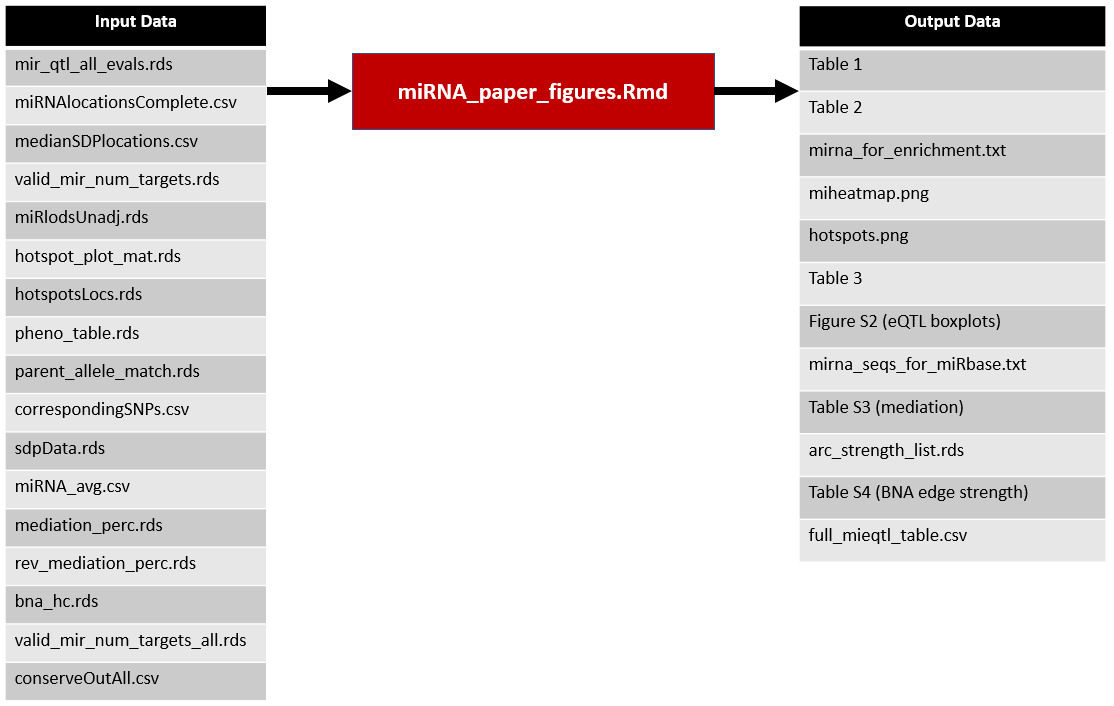 Input Data
mir_qtl_all_evals.rds
miRNAlocationsComplete.csv
medianSDPlocations.csv
valid_mir_num_targets.rds
miRlodsUnadj.rds
hotspot_plot_mat.rds
hotspotsLocs.rds
pheno_table.rds
parent_allele_match.rds
correspondingSNPs.csv
sdpData.rds
miRNA_avg.csv
mediation_perc.rds
rev_mediation_perc.rds
bna_hc.rds
valid_mir_num_targets_all.rds
conserveOutAll.csv
miRNA_paper_figures.Rmd
Output Data
Table 1
Table 2
mirna_for_enrichment.txt
miheatmap.png
hotspots.png
Table 3
Figure S2 (eQTL boxplots)
mirna_seqs_for_miRbase.txt
Table S3 (mediation)
arc_strength_list.rds
Table S4 (BNA edge strength)
full_mieqtl_table.csv